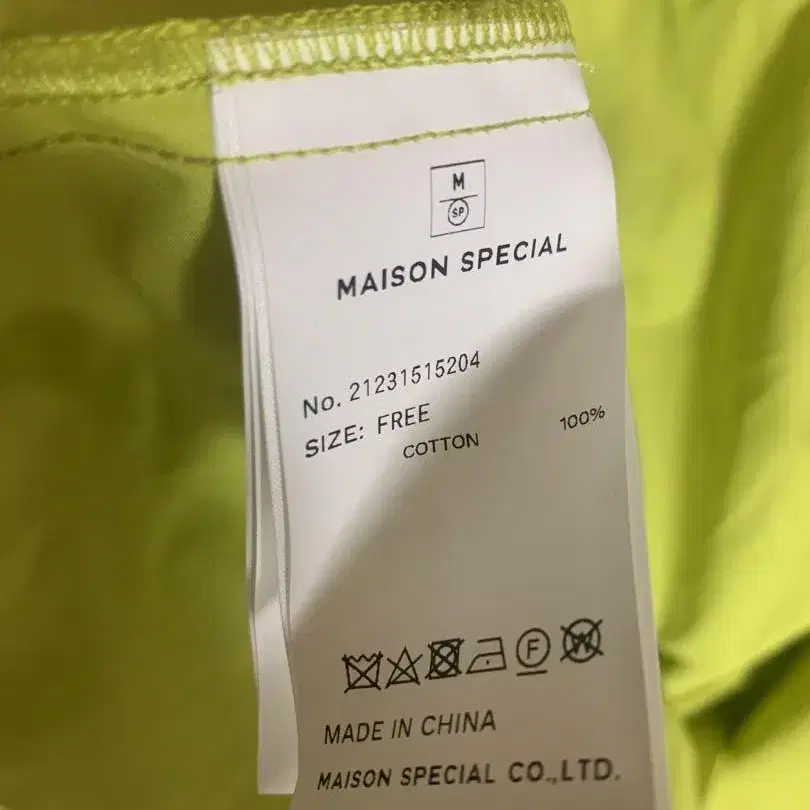 M
SP
MAISON SPECIAL
No. 21231515204
SIZE: FREE
COTTON 100%
F W
MADE IN CHINA
MAISON SPECIAL CO.,LTD.